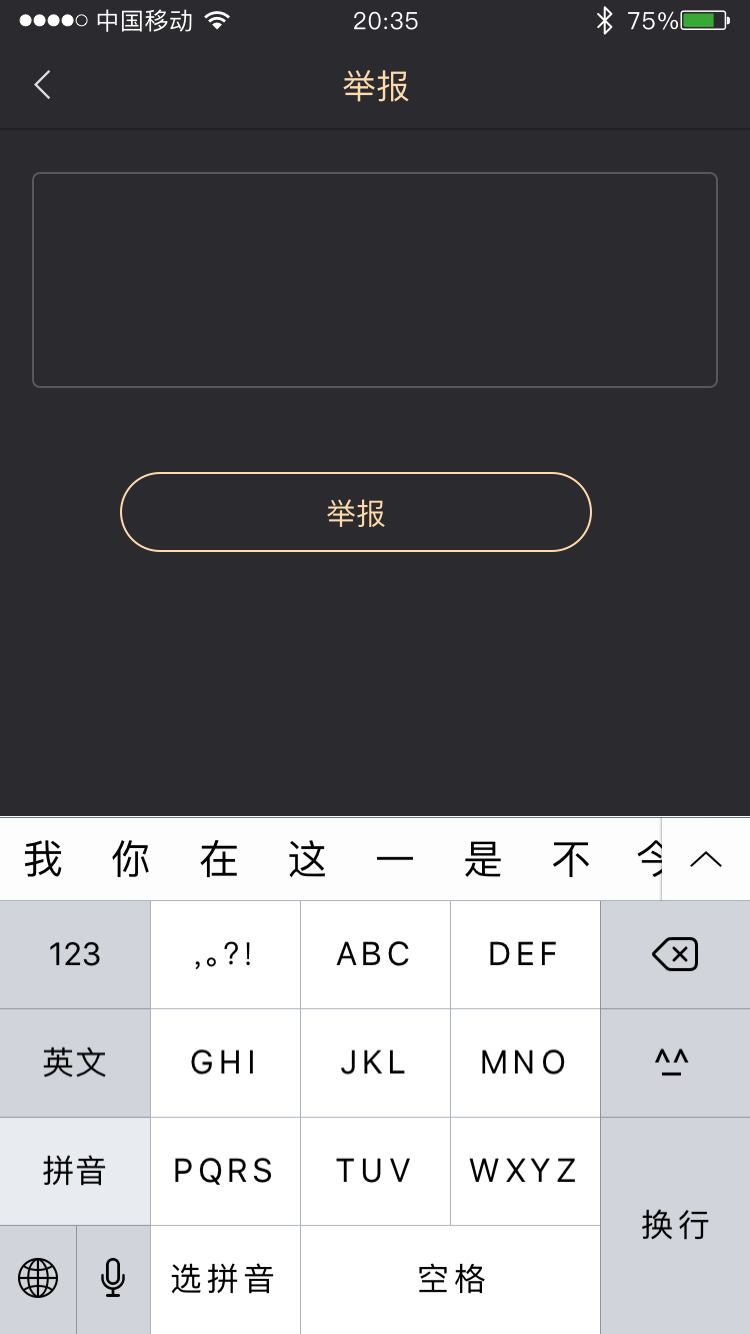 中国移动 20:35 75%
举报
举报
我 你 在 这 一 是 不 今
123 ,。?! ABC DEF
英文 GHI JKL MNO ^^
拼音 PQRS TUV WXYZ
换行
选拼音 空格